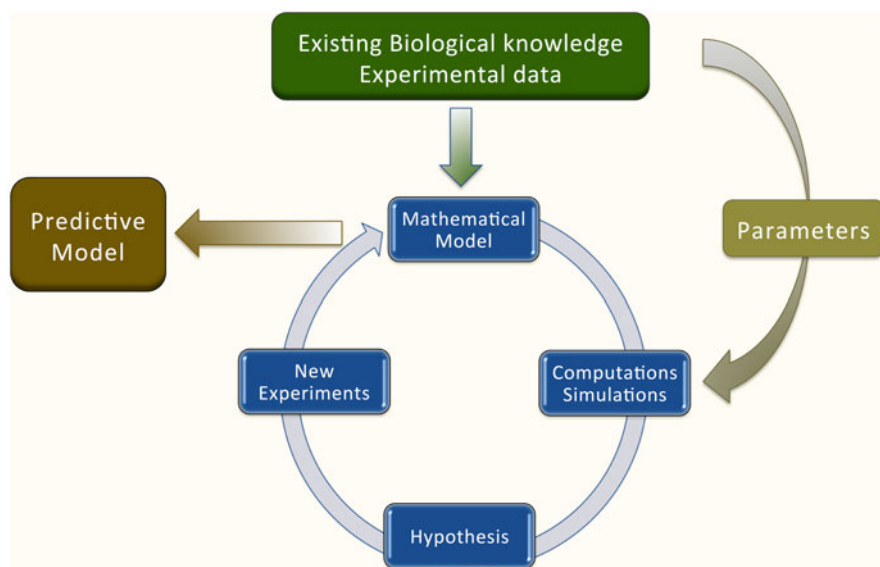 Existing Biological knowledge
Experimental data
Predictive
Model
Mathematical
Model
Parameters
New
Experiments
Computations
Simulations
Hypothesis